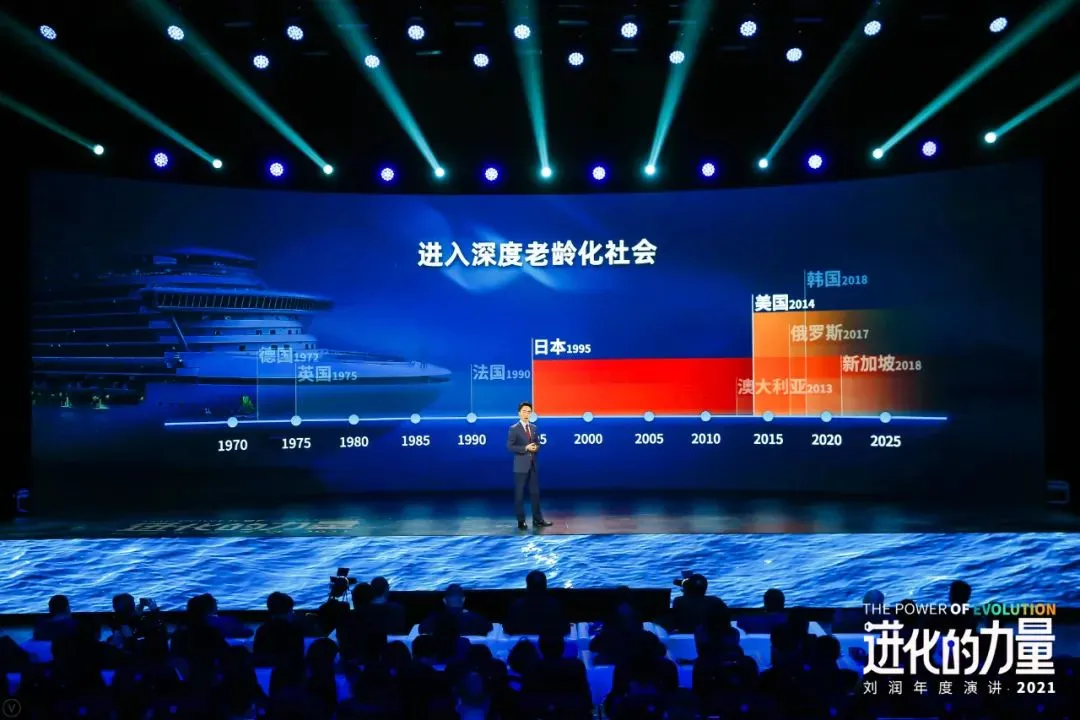 进入深度老龄化社会
韩国2018
美国2014
俄罗斯2017
日本1995
德国1972
新加坡2018
英国1975
法国1990
澳大利亚2013
1970
1975
1980
1985
1990
5
2000
2005
2010
2015
2020
2025
进化的力量
THE POWER OF EVOLUTION
进化的力量
刘润年度演讲·2021
V